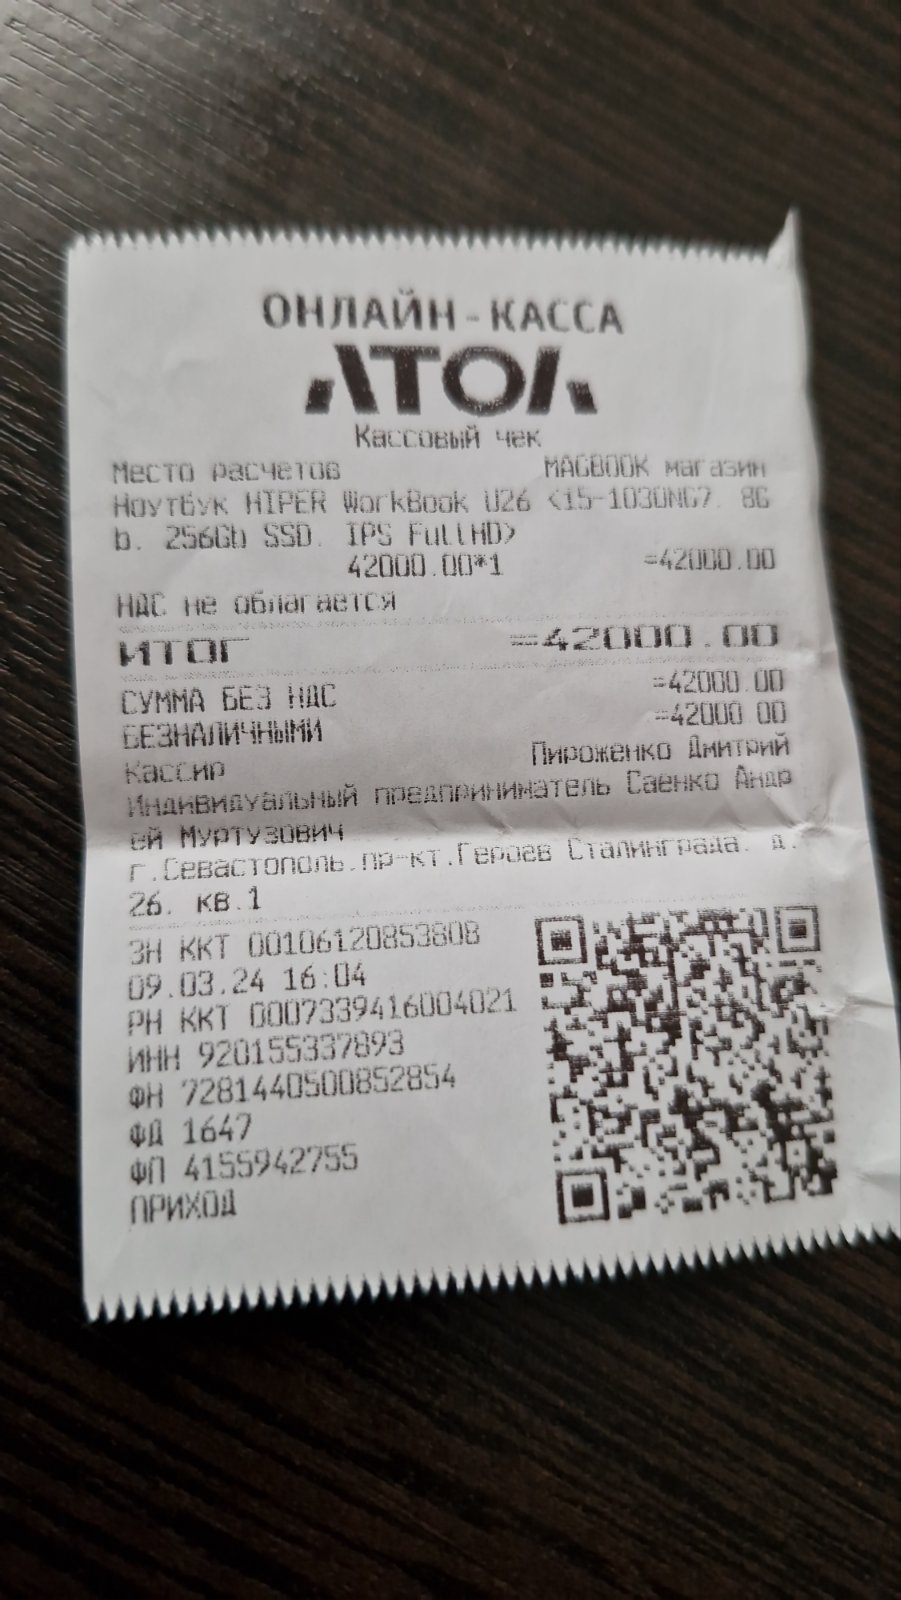 ОНЛАЙН-КАССА
АТОЛ
Кассовый чек
Место расчетов MAGBOOK магазин
Ноутбук HIPER WorkBook U26 <i5-1030NG7. 8G
b. 256Gb SSD. IPS FullHD>
42000.00*1 =42000.00
НДС не облагается
ИТОГ =42000.00
СУММА БЕЗ НДС =42000.00
БЕЗНАЛИЧНЫМИ =42000.00
Кассир Пироженко Дмитрий
Индивидуальный предприниматель Саенко Андр
ей Муртузович
г.Севастополь.пр-кт.Героев Сталинграда. д.
26. кв.1
ЗН ККТ 00106120853808
09.03.24 16:04
РН ККТ 0007339416004021
ИНН 920155337893
ФН 7281440500852854
ФД 1647
ФП 4155942755
ПРИХОД